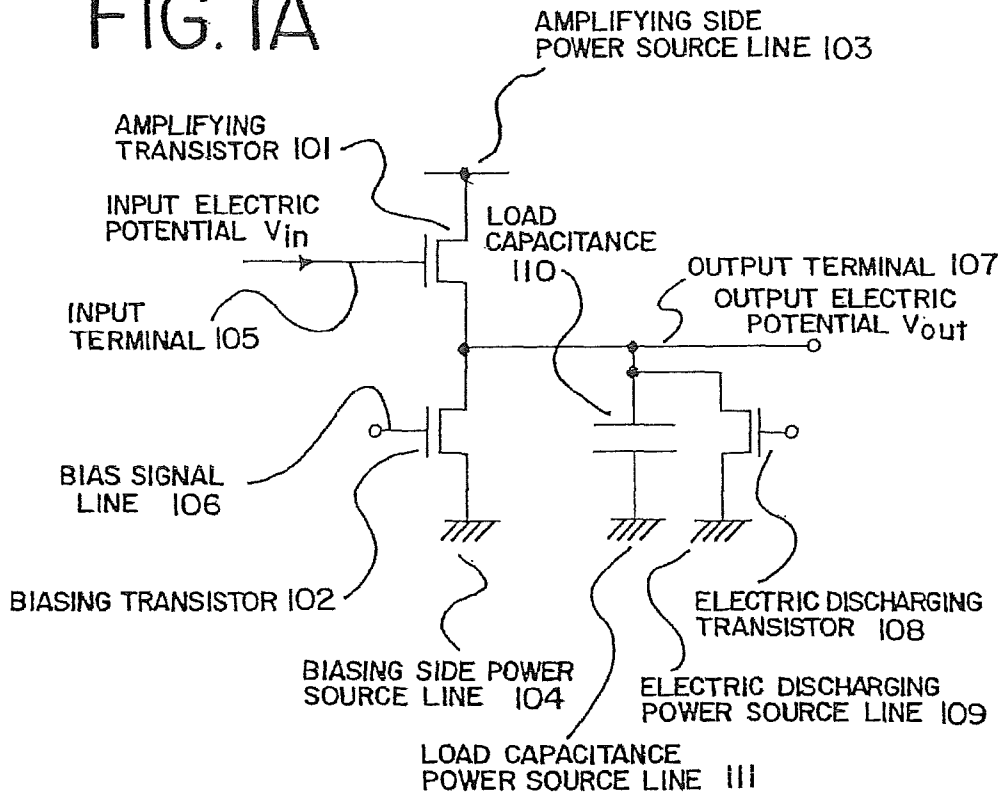 FIG. 1A
AMPLIFYING SIDE
POWER SOURCE LINE 103
AMPLIFYING
TRANSISTOR 101
INPUT ELECTRIC
POTENTIAL Vin
LOAD
CAPACITANCE
110
OUTPUT TERMINAL 107
OUTPUT ELECTRIC
POTENTIAL Vout
INPUT
TERMINAL 105
BIAS SIGNAL
LINE 106
BIASING TRANSISTOR 102
ELECTRIC DISCHARGING
TRANSISTOR 108
BIASING SIDE POWER
SOURCE LINE 104
ELECTRIC DISCHARGING
POWER SOURCE LINE 109
LOAD CAPACITANCE
POWER SOURCE LINE 111